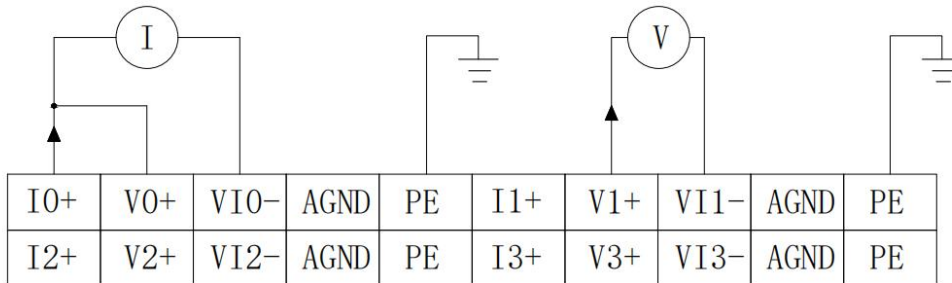 I V
I0+ V0+ VI0- AGND PE I1+ V1+ VI1- AGND PE
I2+ V2+ VI2- AGND PE I3+ V3+ VI3- AGND PE